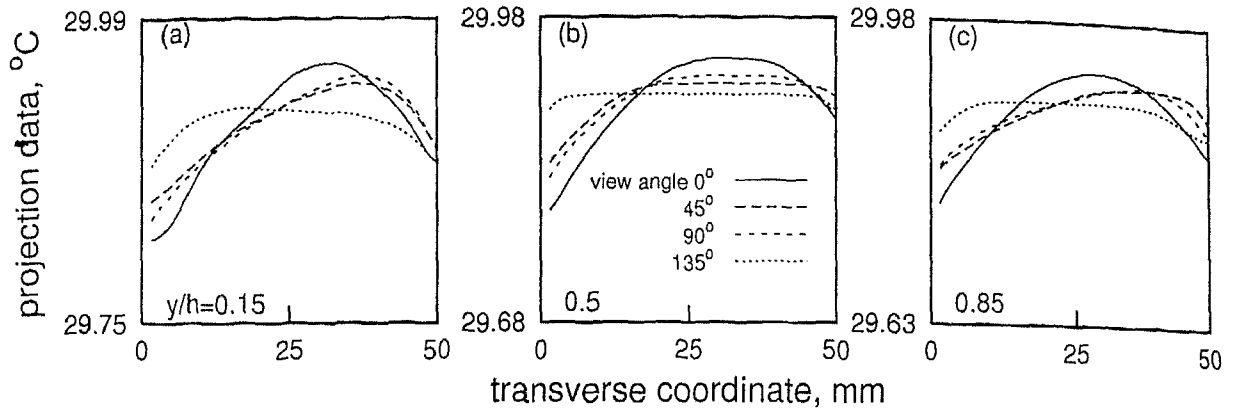 29.99
(a)
29.98
(b)
29.98
(c)
projection data, °C
view angle 0°
45°
90°
135°
y/h=0.15
0.5
0.85
29.75
29.68
29.63
0
25
50
0
25
50
0
25
50
transverse coordinate, mm